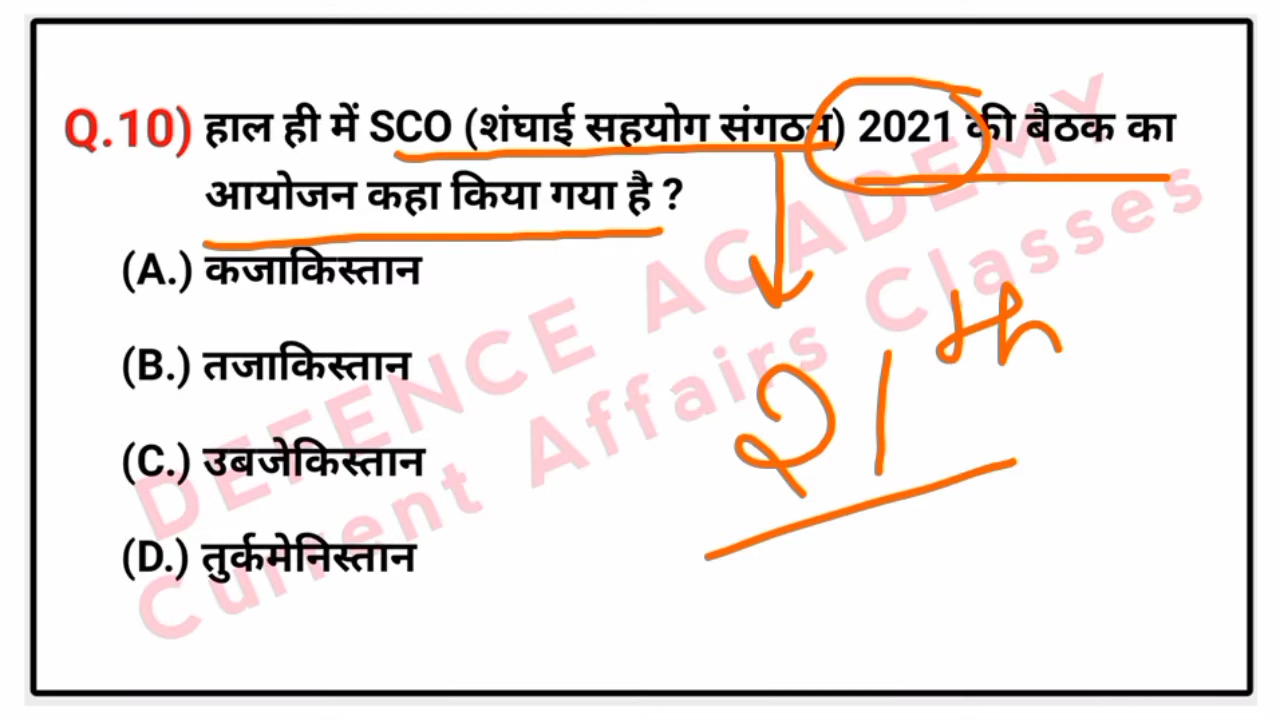 Q.10) हाल ही में SCO (शंघाई सहयोग संगठन) 2021 की बैठक का
आयोजन कहा किया गया है ?
(A.) कजाकिस्तान
(B.) तजाकिस्तान
(C.) उबजेकिस्तान
(D.) तुर्कमेनिस्तान
21th
DEFENCE ACADEMY
Current Affairs Classes